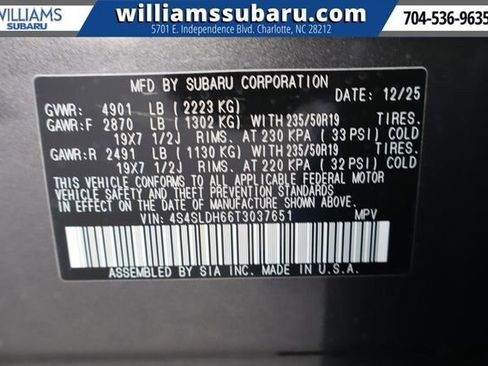 WILLIAMS
SUBARU
williamssubaru.com
5701 E. Independence Blvd. Charlotte, NC 28212
704-536-9635
MFD BY SUBARU CORPORATION
GVWR: 4901 LB ( 2223 KG) DATE: 12/25
GAWR:F 2870 LB ( 1302 KG) WITH 235/50R19 TIRES.
19X7 1/2J RIMS. AT 230 KPA ( 33 PSI) COLD
GAWR:R 2491 LB ( 1130 KG) WITH 235/50R19 TIRES.
19X7 1/2J RIMS. AT 220 KPA ( 32 PSI) COLD
THIS VEHICLE CONFORMS TO ALL APPLICABLE FEDERAL MOTOR
VEHICLE SAFETY AND THEFT PREVENTION STANDARDS
IN EFFECT ON THE DATE OF MANUFACTURE SHOWN ABOVE.
VIN: 4S4SLDH66T3037651 MPV
ASSEMBLED BY SIA INC. MADE IN U.S.A.